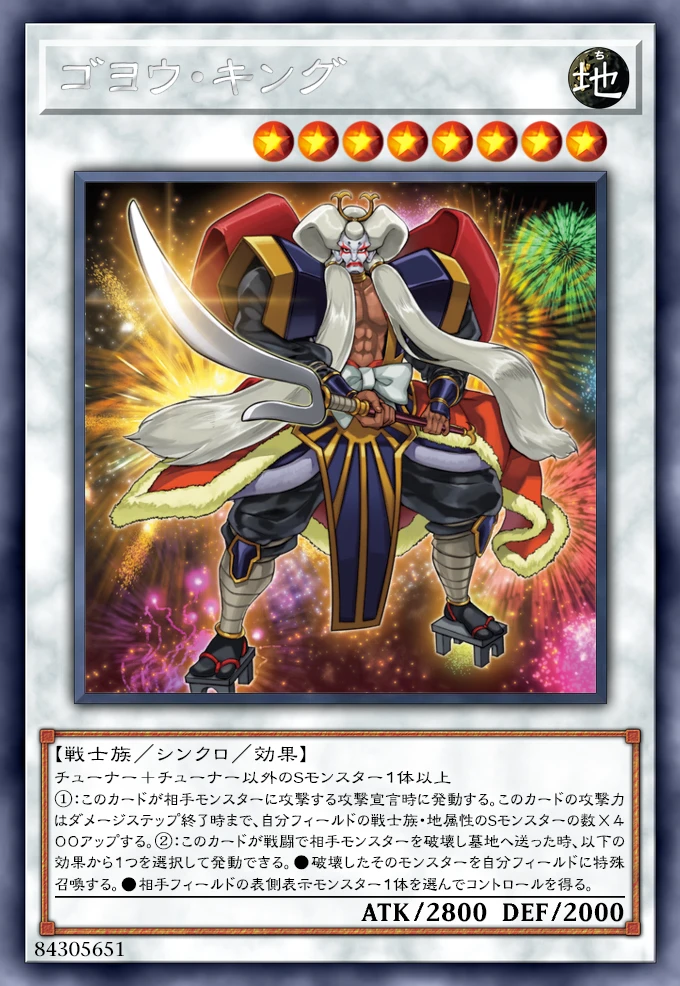 ゴヨウ・キング
ち
地
【戦士族／シンクロ／効果】
チューナー＋チューナー以外のSモンスター1体以上
①：このカードが相手モンスターに攻撃する攻撃宣言時に発動する。このカードの攻撃力
はダメージステップ終了時まで、自分フィールドの戦士族・地属性のSモンスターの数×４
００アップする。②：このカードが戦闘で相手モンスターを破壊し墓地へ送った時、以下の
効果から1つを選択して発動できる。●破壊したそのモンスターを自分フィールドに特殊
召喚する。●相手フィールドの表側表示モンスター1体を選んでコントロールを得る。
ATK/2800 DEF/2000
84305651